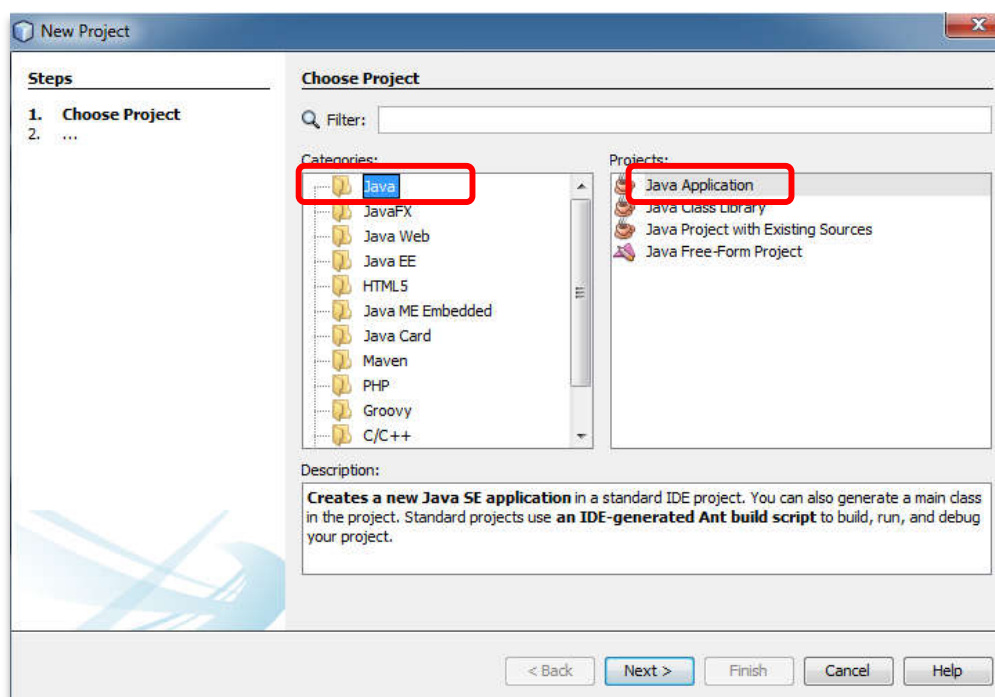 New Project
Steps
1. Choose Project
2. ...
Choose Project
Filter:
Categories:
Java
JavaFX
Java Web
Java EE
HTML5
Java ME Embedded
Java Card
Maven
PHP
Groovy
C/C++
Projects:
Java Application
Java Class Library
Java Project with Existing Sources
Java Free-Form Project
Description:
Creates a new Java SE application in a standard IDE project. You can also generate a main class
in the project. Standard projects use an IDE-generated Ant build script to build, run, and debug
your project.
< Back
Next >
Finish
Cancel
Help